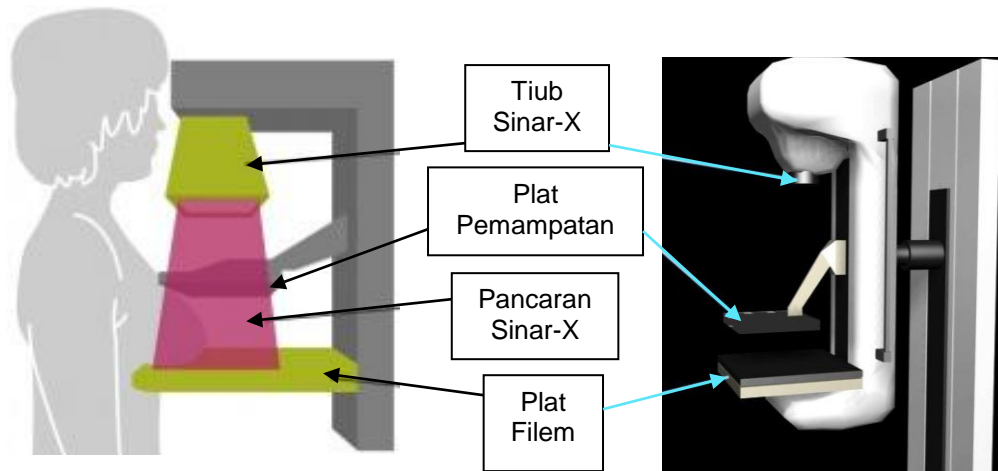 Tiub
Sinar-X
Plat
Pemampatan
Pancaran
Sinar-X
Plat
Filem